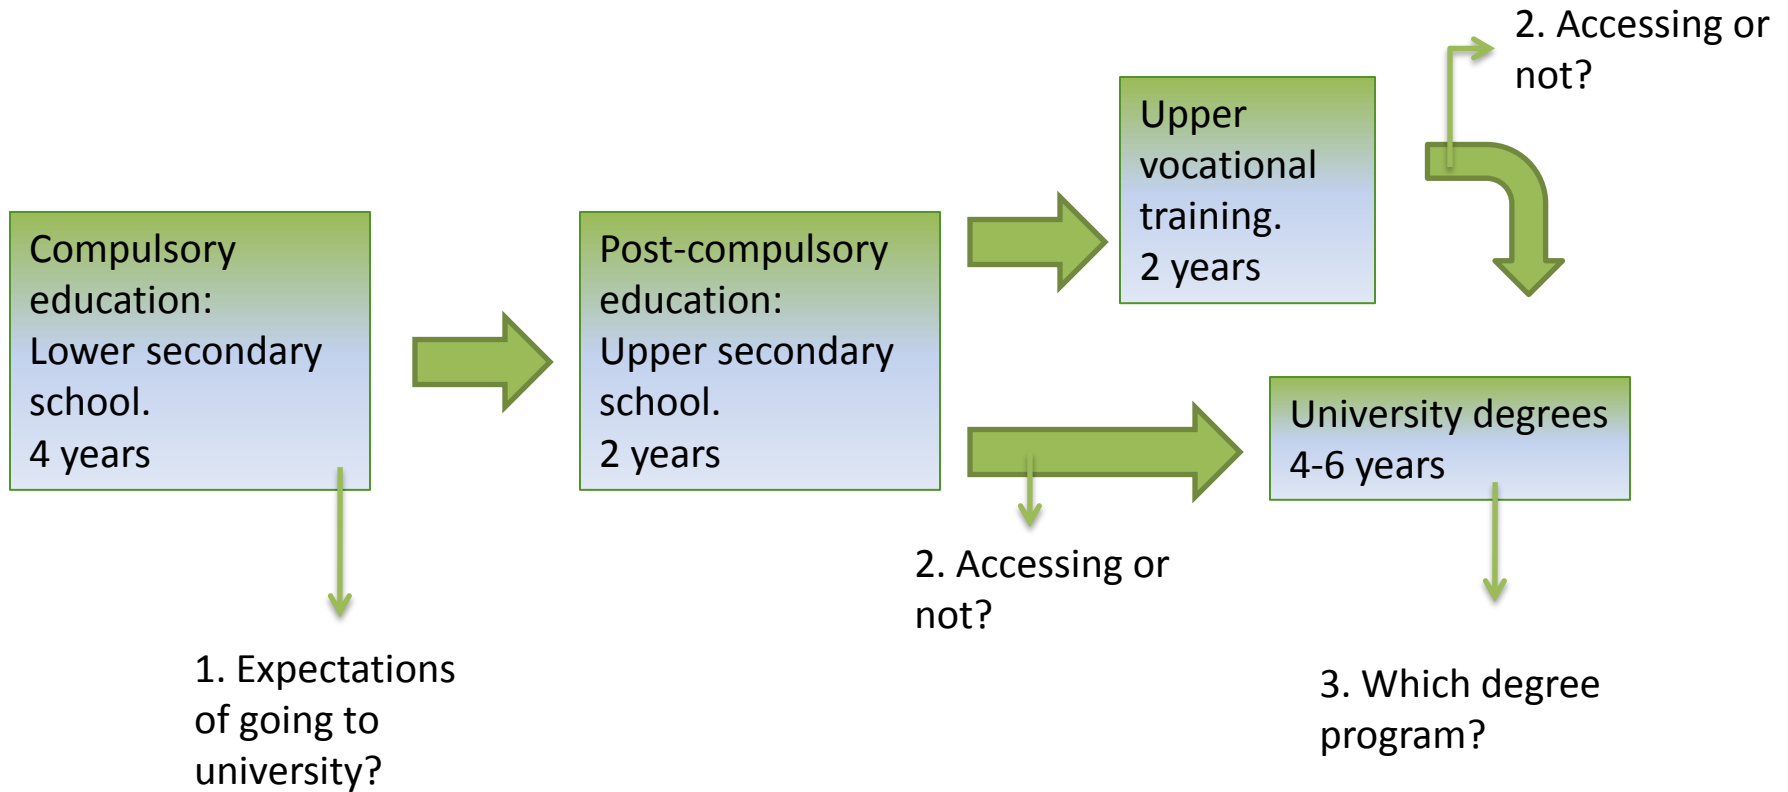 2. Accessing or
not?
Upper
vocational
training.
2 years
Compulsory
education:
Lower secondary
school.
4 years
Post-compulsory
education:
Upper secondary
school.
2 years
University degrees
4-6 years
2. Accessing or
not?
1. Expectations
of going to
university?
3. Which degree
program?